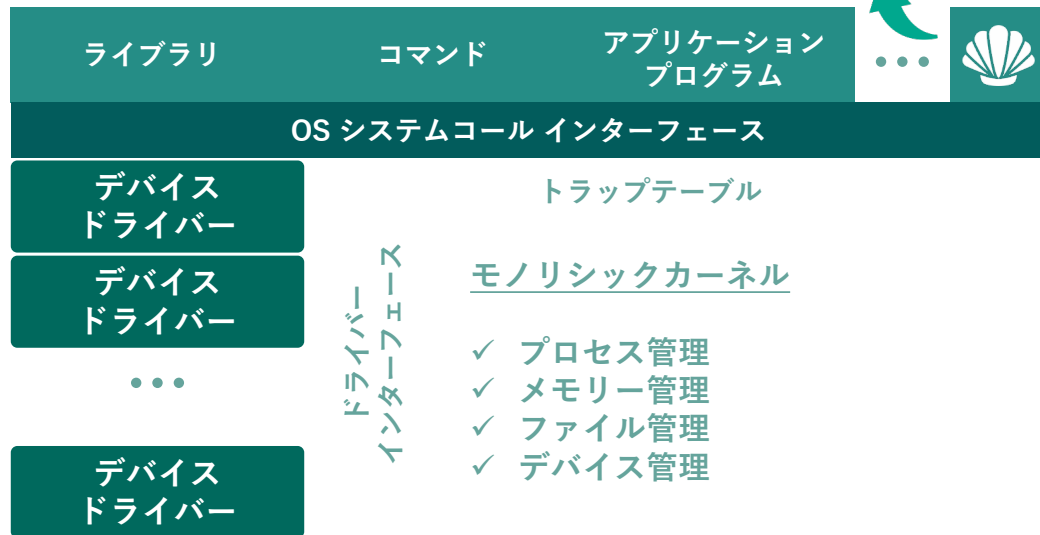 ライブラリ
コマンド
アプリケーション
プログラム
•••
OS システムコール インターフェース
デバイス
ドライバー
デバイス
ドライバー
•••
デバイス
ドライバー
ドライバー
インターフェース
トラップテーブル
モノリシックカーネル
✓ プロセス管理
✓ メモリー管理
✓ ファイル管理
✓ デバイス管理